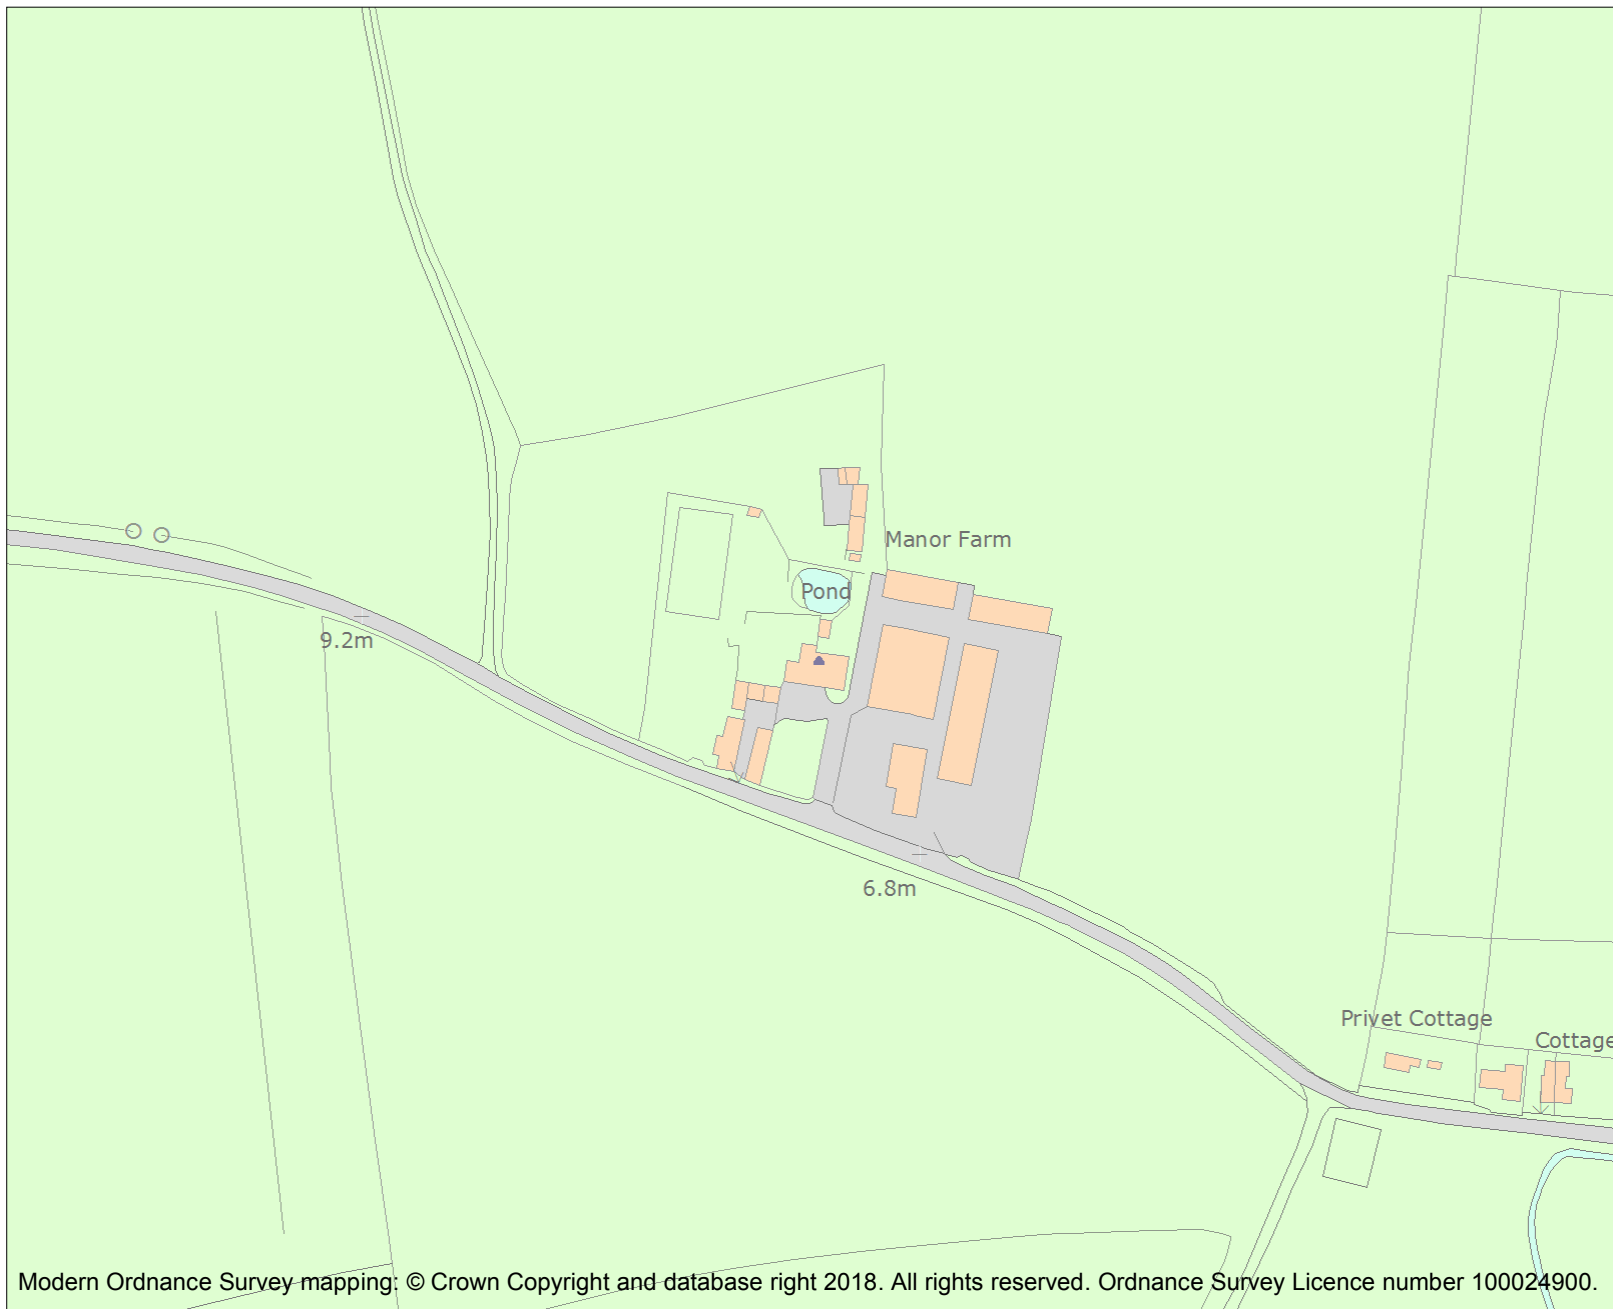 Manor Farm
Pond
9.2m
6.8m
Privet Cottage
Cottage
Modern Ordnance Survey mapping: © Crown Copyright and database right 2018. All rights reserved. Ordnance Survey Licence number 100024900.